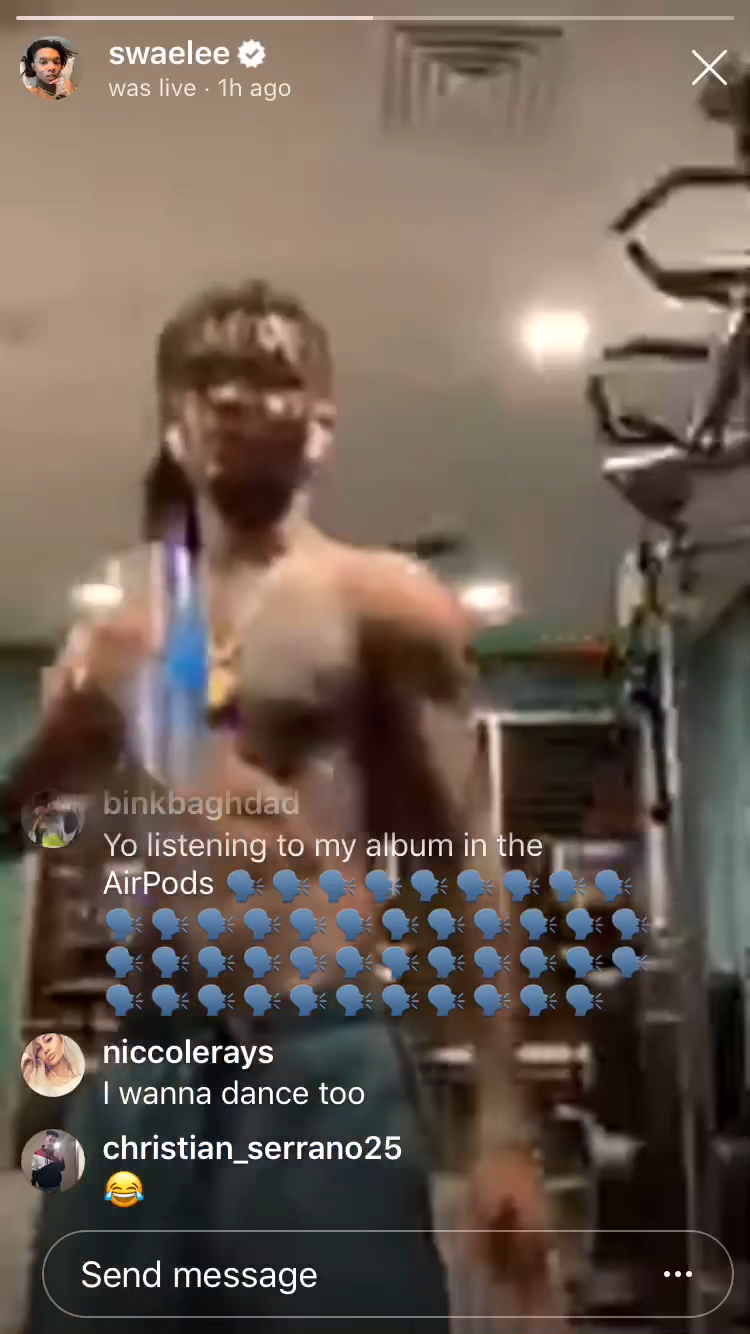 swaelee
was live · 1h ago
binkbaghdad
Yo listening to my album in the
AirPods 🗣🗣🗣🗣🗣🗣🗣🗣🗣
🗣🗣🗣🗣🗣🗣🗣🗣🗣🗣🗣🗣
🗣🗣🗣🗣🗣🗣🗣🗣🗣🗣🗣🗣
🗣🗣🗣🗣🗣🗣🗣🗣🗣🗣🗣
niccolerays
I wanna dance too
christian_serrano25
😂
Send message